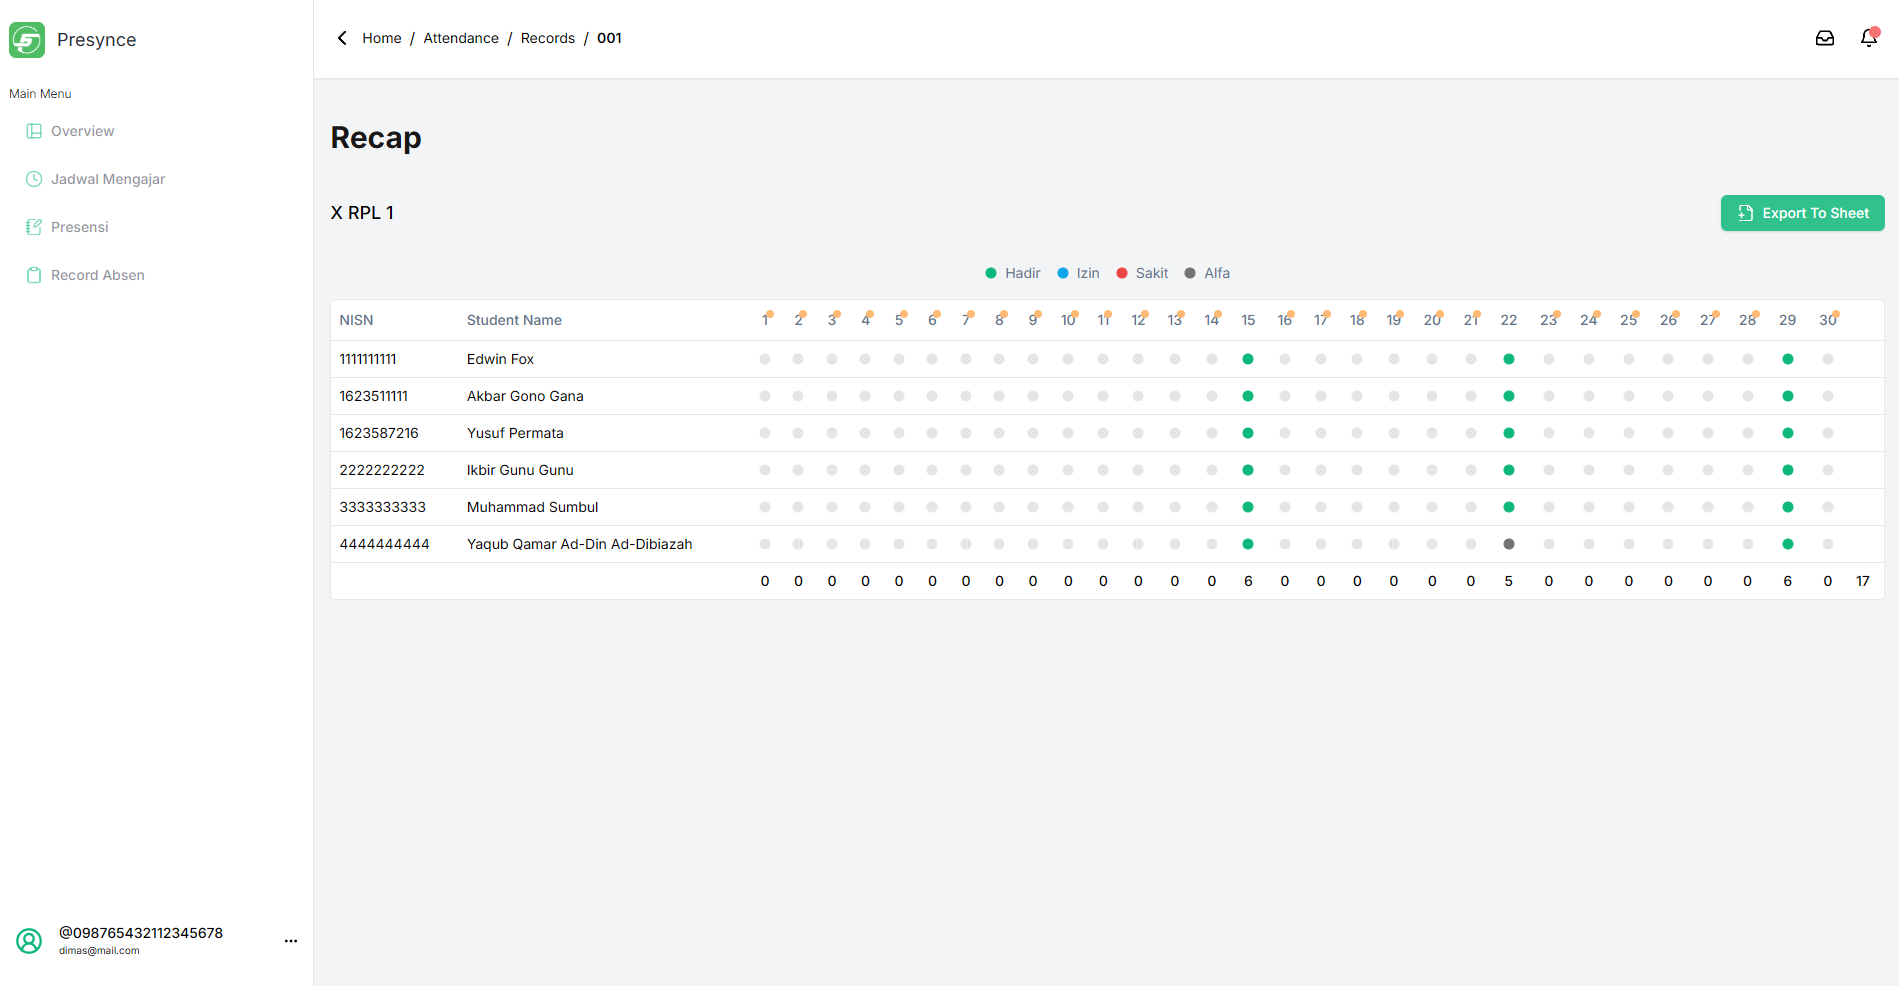 Presynce
Main Menu
Overview
Jadwal Mengajar
Presensi
Record Absen
@098765432112345678
dimas@mail.com
Home / Attendance / Records / 001
Recap
X RPL 1
Export To Sheet
Hadir Izin Sakit Alfa
NISN Student Name 1 2 3 4 5 6 7 8 9 10 11 12 13 14 15 16 17 18 19 20 21 22 23 24 25 26 27 28 29 30
1111111111 Edwin Fox
1623511111 Akbar Gono Gana
1623587216 Yusuf Permata
2222222222 Ikbir Gunu Gunu
3333333333 Muhammad Sumbul
4444444444 Yaqub Qamar Ad-Din Ad-Dibiazah
0 0 0 0 0 0 0 0 0 0 0 0 0 0 6 0 0 0 0 0 0 5 0 0 0 0 0 0 6 0 17